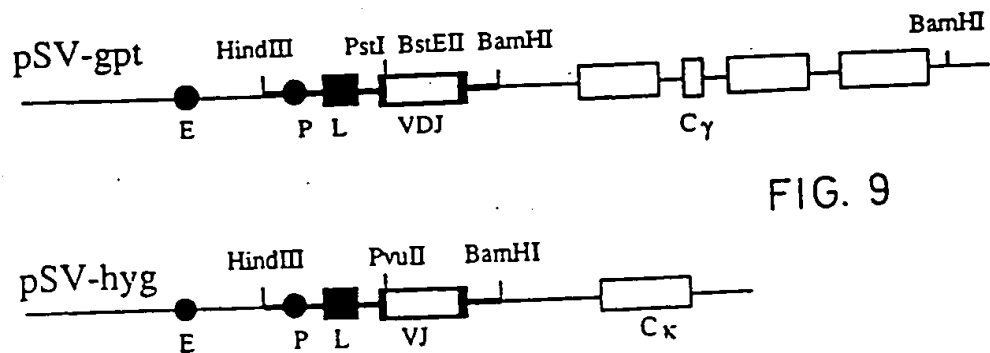 pSV-gpt
HindIII PstI BstEII BamHI BamHI
E P L VDJ Cγ
FIG. 9
pSV-hyg
HindIII PvuII BamHI
E P L VJ Cκ